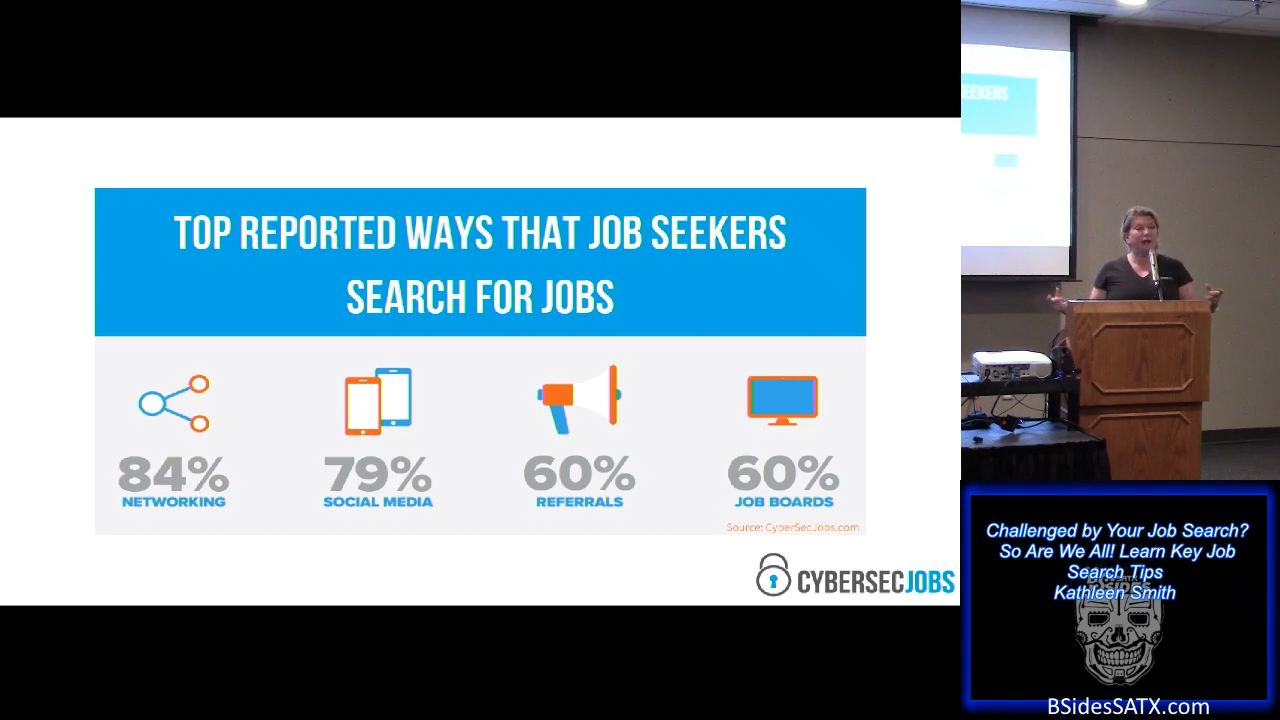 TOP REPORTED WAYS THAT JOB SEEKERS
SEARCH FOR JOBS
84%
NETWORKING
79%
SOCIAL MEDIA
60%
REFERRALS
60%
JOB BOARDS
Source: CyberSecJobs.com
CYBERSECJOBS
SEEKERS
Challenged by Your Job Search?
So Are We All! Learn Key Job
Search Tips
Kathleen Smith
BSidesSATX.com